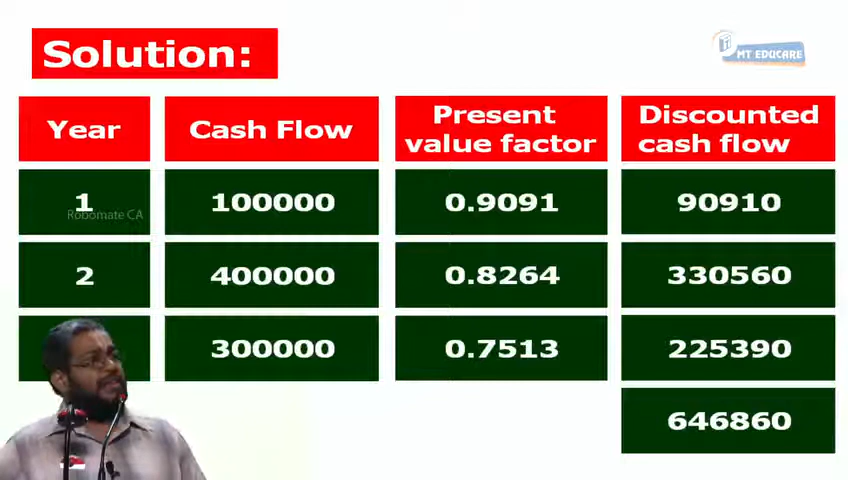 Solution:
MT EDUCARE
Year
Cash Flow
Present
value factor
Discounted
cash flow
1
100000
0.9091
90910
Robomate CA
2
400000
0.8264
330560
300000
0.7513
225390
646860